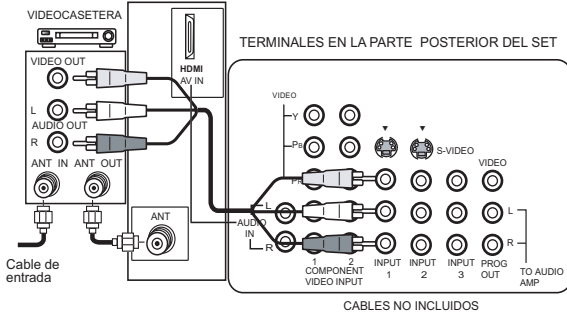 VIDEOCASETERA
VIDEO OUT
L
AUDIO OUT
R
ANT IN ANT OUT
Cable de
entrada
HDMI
AV IN
ANT
TERMINALES EN LA PARTE POSTERIOR DEL SET
VIDEO
Y
PB
PR
S-VIDEO
VIDEO
L
AUDIO
IN
R
L
R
1 2
COMPONENT
VIDEO INPUT
INPUT
1
INPUT
2
INPUT
3
PROG
OUT
TO AUDIO
AMP
CABLES NO INCLUIDOS